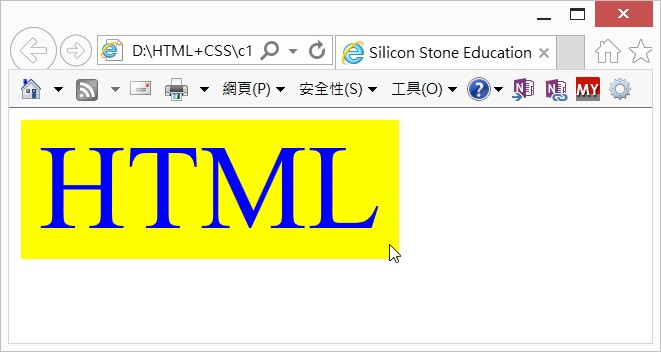 D:\HTML+CSS\c1
Silicon Stone Education
網頁(P) 安全性(S) 工具(O) MY
HTML